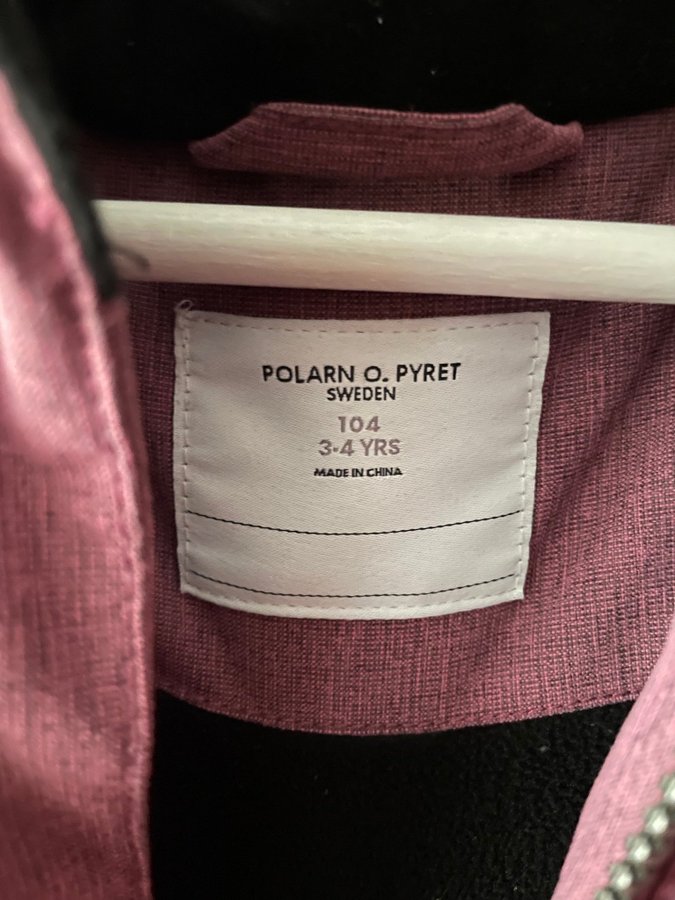 POLARN O. PYRET
SWEDEN
104
3-4 YRS
MADE IN CHINA